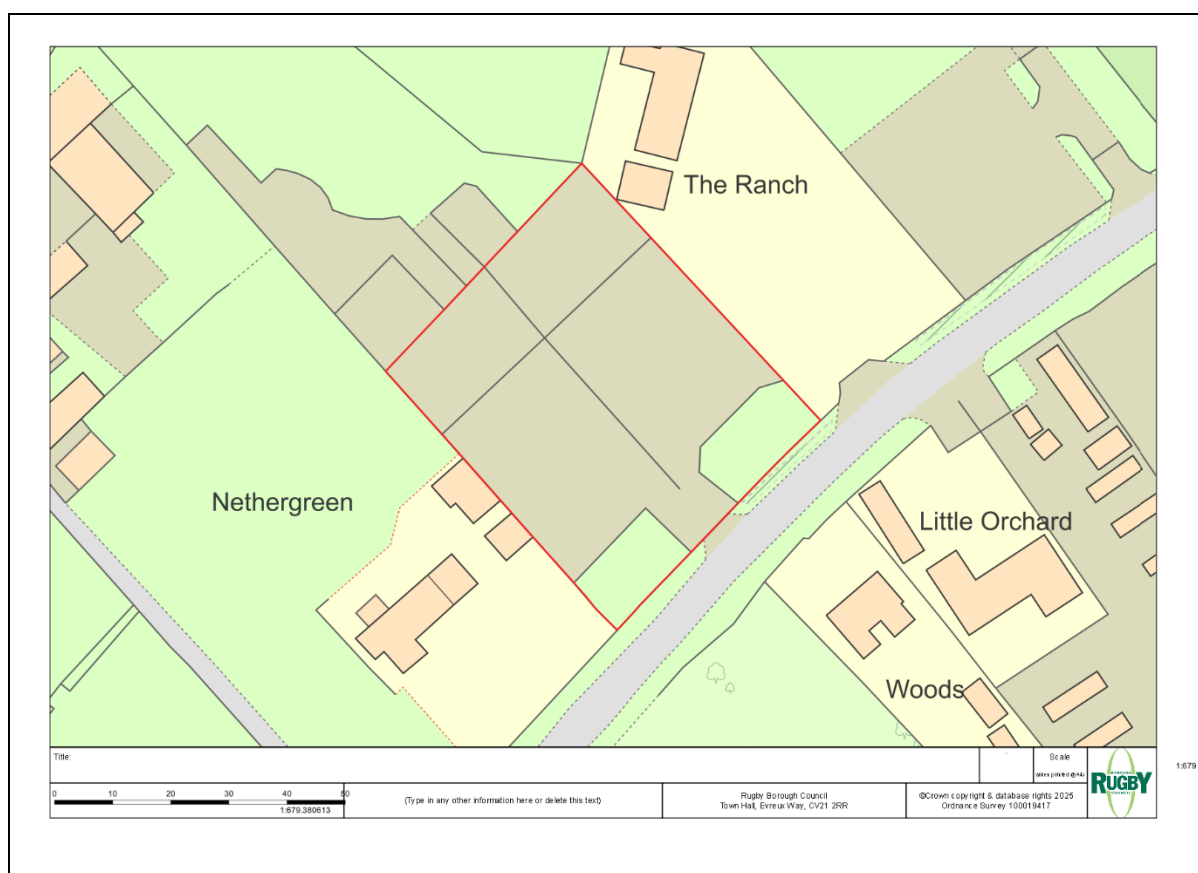 The Ranch
Nethergreen
Little Orchard
Woods
Title:
Scale
(when printed @A4)
1:679
0 10 20 30 40 50
1:679.380613
(Type in any other information here or delete this text)
Rugby Borough Council
Town Hall, Evreux Way, CV21 2RR
©Crown copyright & database rights 2025
Ordnance Survey 100019417
RUGBY